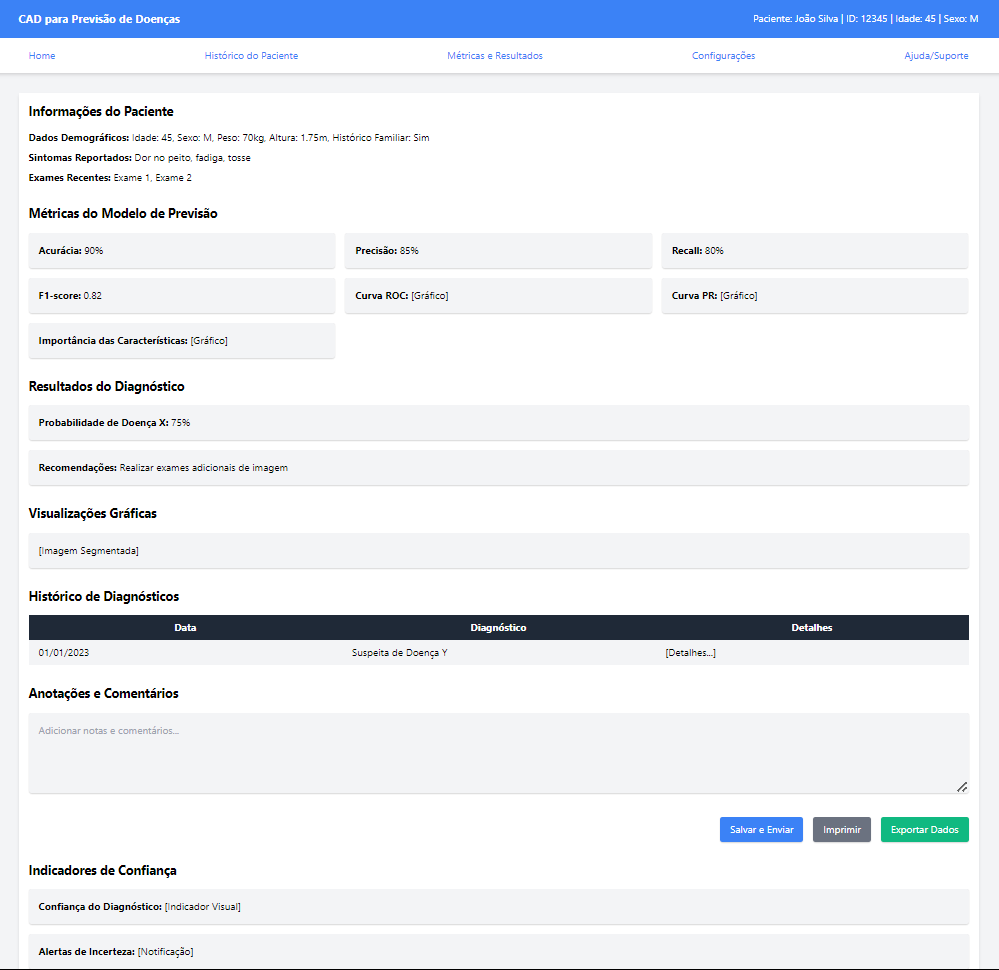 CAD para Previsão de Doenças
Paciente: João Silva | ID: 12345 | Idade: 45 | Sexo: M
Home Histórico do Paciente Métricas e Resultados Configurações Ajuda/Suporte
Informações do Paciente
Dados Demográficos: Idade: 45, Sexo: M, Peso: 70kg, Altura: 1.75m, Histórico Familiar: Sim
Sintomas Reportados: Dor no peito, fadiga, tosse
Exames Recentes: Exame 1, Exame 2
Métricas do Modelo de Previsão
Acurácia: 90% Precisão: 85% Recall: 80%
F1-score: 0.82 Curva ROC: [Gráfico] Curva PR: [Gráfico]
Importância das Características: [Gráfico]
Resultados do Diagnóstico
Probabilidade de Doença X: 75%
Recomendações: Realizar exames adicionais de imagem
Visualizações Gráficas
[Imagem Segmentada]
Histórico de Diagnósticos
Data Diagnóstico Detalhes
01/01/2023 Suspeita de Doença Y [Detalhes...]
Anotações e Comentários
Adicionar notas e comentários...
Salvar e Enviar Imprimir Exportar Dados
Indicadores de Confiança
Confiança do Diagnóstico: [Indicador Visual]
Alertas de Incerteza: [Notificação]